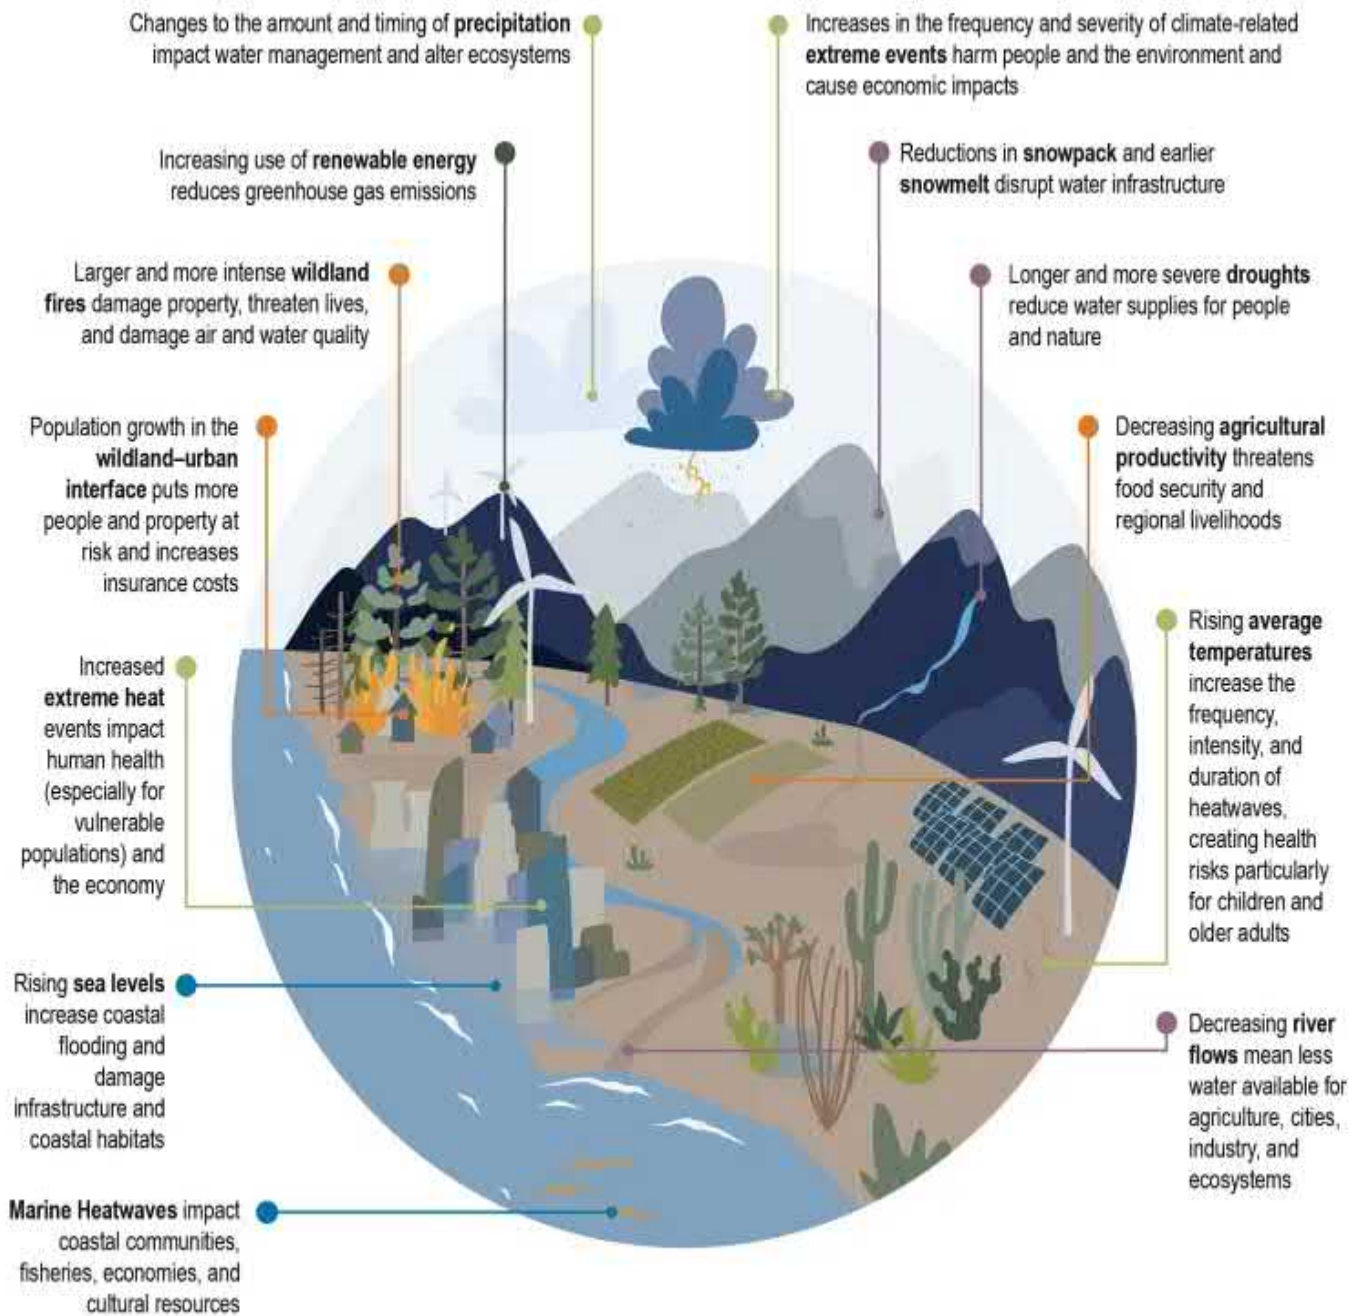 Changes to the amount and timing of precipitation
impact water management and alter ecosystems
Increases in the frequency and severity of climate-related
extreme events harm people and the environment and
cause economic impacts
Increasing use of renewable energy
reduces greenhouse gas emissions
Reductions in snowpack and earlier
snowmelt disrupt water infrastructure
Larger and more intense wildland
fires damage property, threaten lives,
and damage air and water quality
Longer and more severe droughts
reduce water supplies for people
and nature
Population growth in the
wildland–urban
interface puts more
people and property at
risk and increases
insurance costs
Decreasing agricultural
productivity threatens
food security and
regional livelihoods
Increased
extreme heat
events impact
human health
(especially for
vulnerable
populations) and
the economy
Rising average
temperatures
increase the
frequency,
intensity, and
duration of
heatwaves,
creating health
risks particularly
for children and
older adults
Rising sea levels
increase coastal
flooding and
damage
infrastructure and
coastal habitats
Decreasing river
flows mean less
water available for
agriculture, cities,
industry, and
ecosystems
Marine Heatwaves impact
coastal communities,
fisheries, economies, and
cultural resources